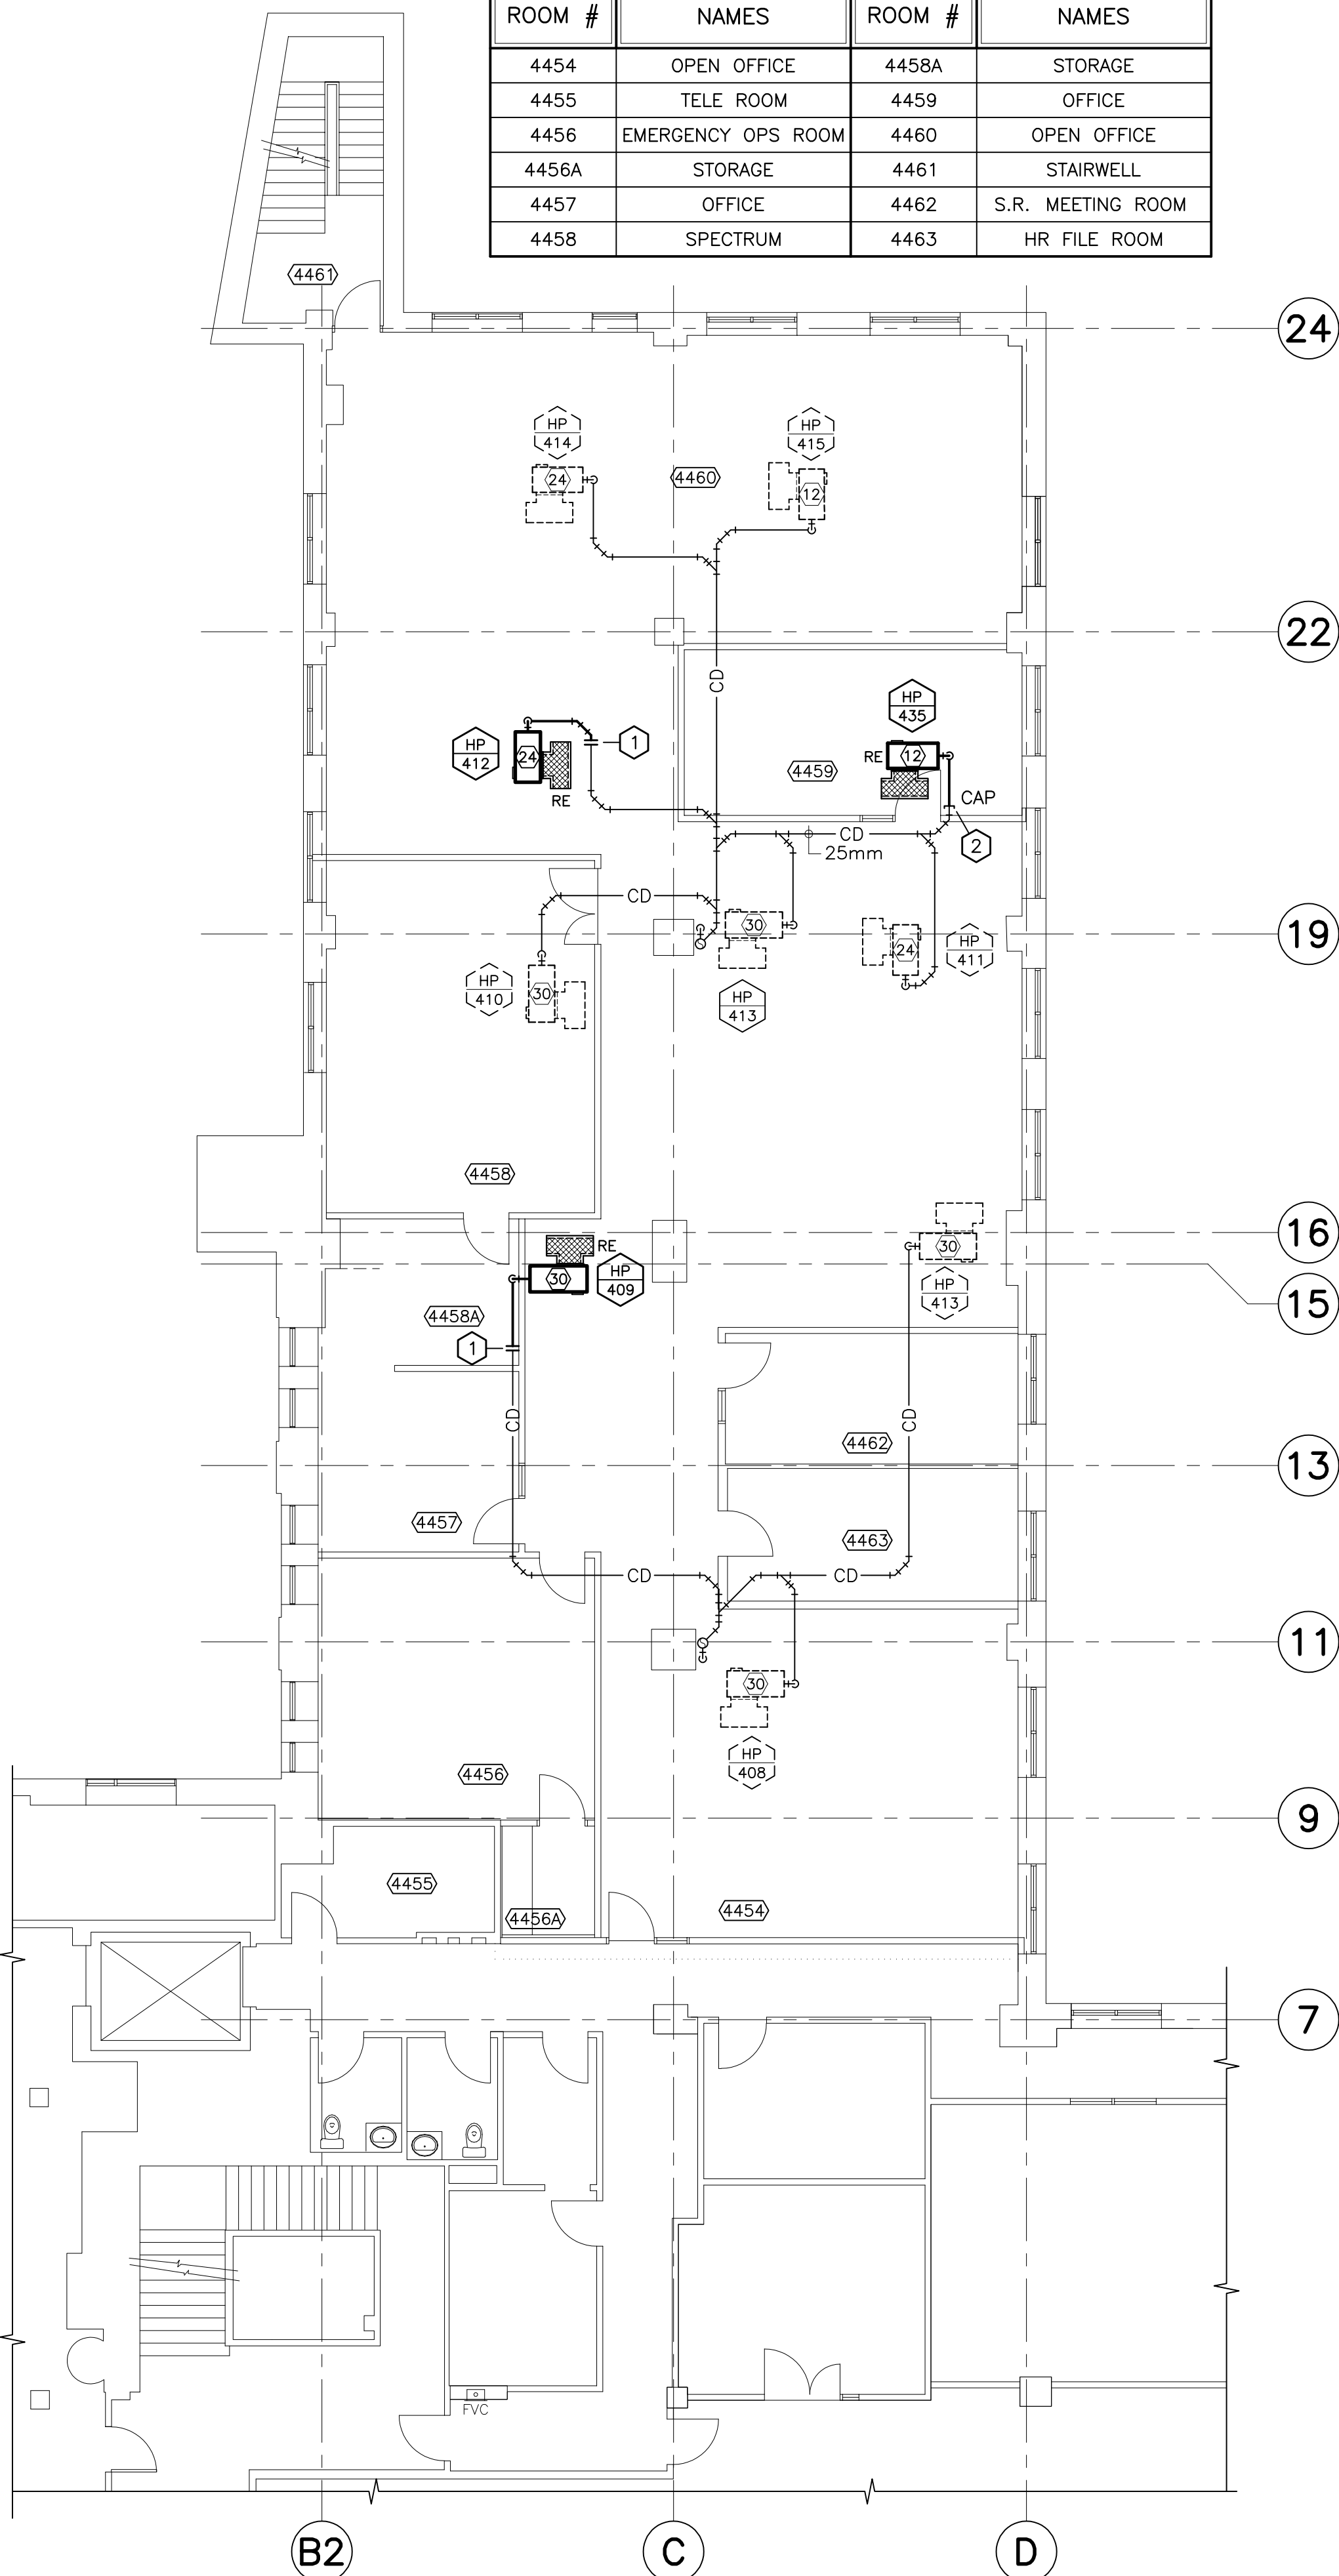 ROOM # NAMES ROOM # NAMES
4454 OPEN OFFICE 4458A STORAGE
4455 TELE ROOM 4459 OFFICE
4456 EMERGENCY OPS ROOM 4460 OPEN OFFICE
4456A STORAGE 4461 STAIRWELL
4457 OFFICE 4462 S.R. MEETING ROOM
4458 SPECTRUM 4463 HR FILE ROOM
4461
24
HP
414
HP
415
24
4460
12
22
CD
HP
435
HP
412
24
1
RE
12
4459
RE
CAP
CD
2
25mm
CD
30
19
24
HP
411
HP
410
30
HP
413
4458
16
RE
30
30
HP
409
HP
413
15
4458A
1
CD
CD
4462
13
4457
4463
CD
CD
11
30
HP
408
4456
9
4455
4456A
4454
7
FVC
B2
C
D